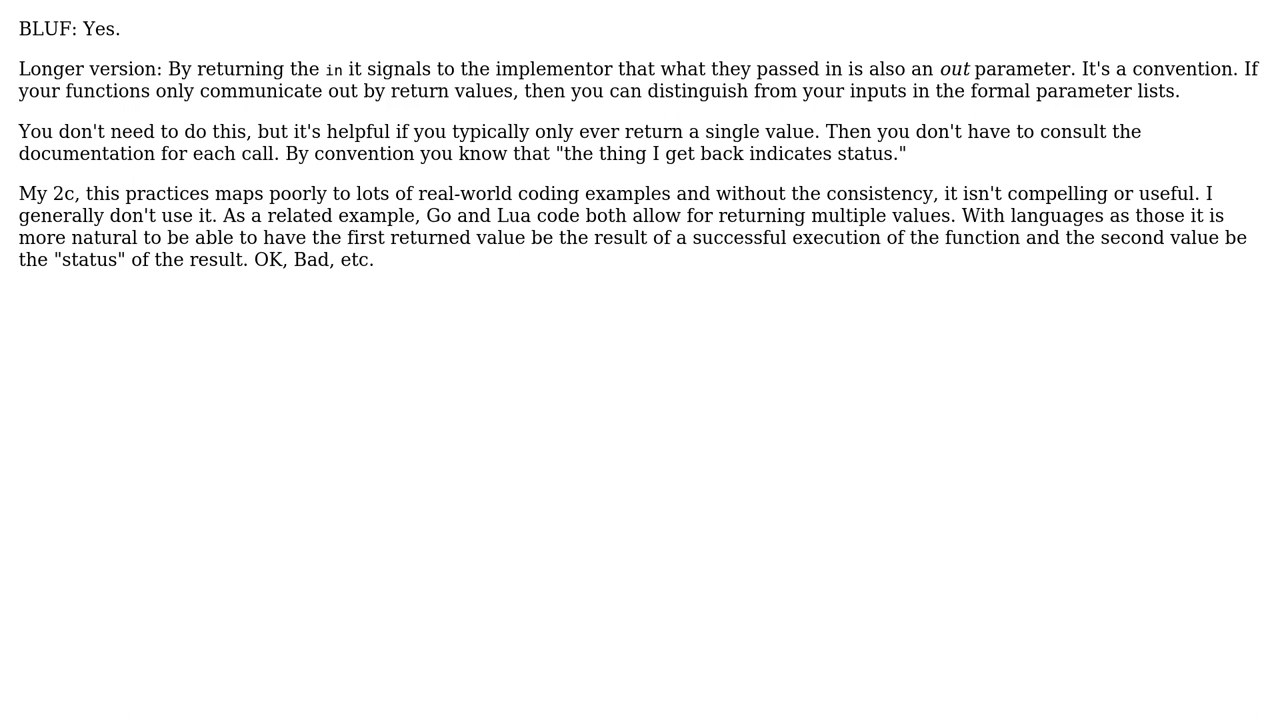 BLUF: Yes.
Longer version: By returning the in it signals to the implementor that what they passed in is also an out parameter. It's a convention. If
your functions only communicate out by return values, then you can distinguish from your inputs in the formal parameter lists.
You don't need to do this, but it's helpful if you typically only ever return a single value. Then you don't have to consult the
documentation for each call. By convention you know that "the thing I get back indicates status."
My 2c, this practices maps poorly to lots of real-world coding examples and without the consistency, it isn't compelling or useful. I
generally don't use it. As a related example, Go and Lua code both allow for returning multiple values. With languages as those it is
more natural to be able to have the first returned value be the result of a successful execution of the function and the second value be
the "status" of the result. OK, Bad, etc.